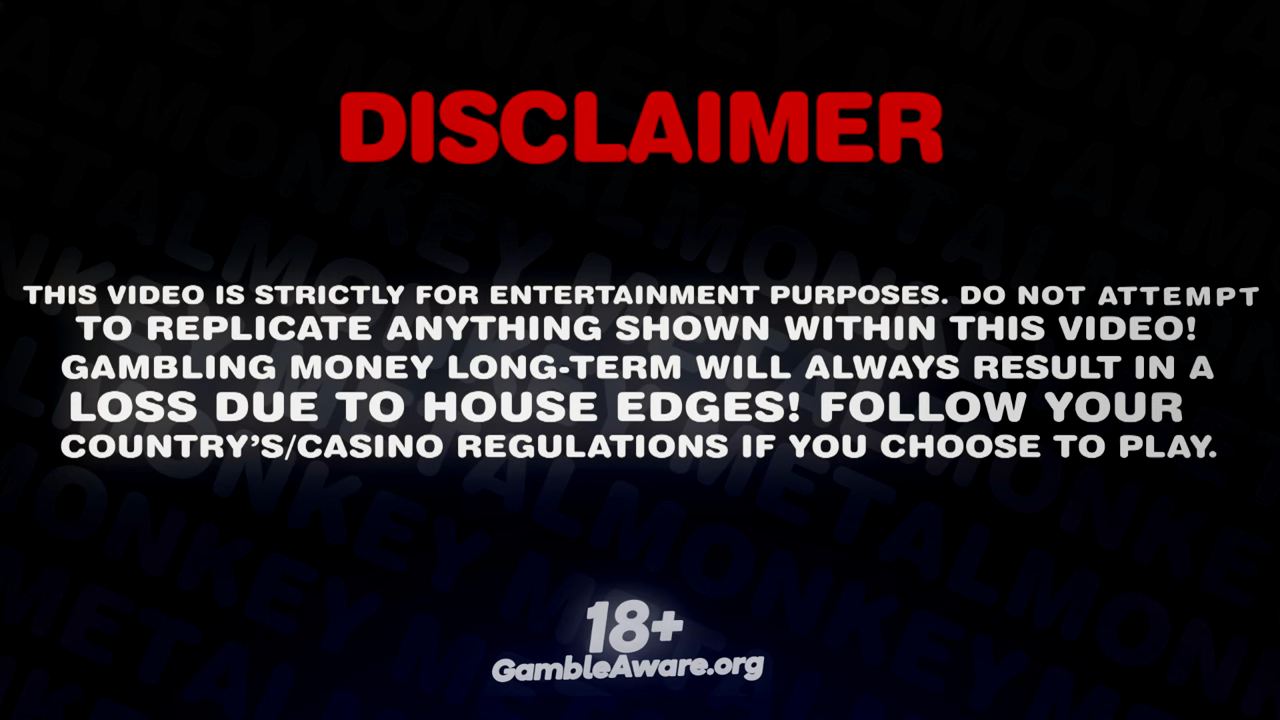 DISCLAIMER
THIS VIDEO IS STRICTLY FOR ENTERTAINMENT PURPOSES. DO NOT ATTEMPT
TO REPLICATE ANYTHING SHOWN WITHIN THIS VIDEO!
GAMBLING MONEY LONG-TERM WILL ALWAYS RESULT IN A
LOSS DUE TO HOUSE EDGES! FOLLOW YOUR
COUNTRY’S/CASINO REGULATIONS IF YOU CHOOSE TO PLAY.
18+
GambleAware.org